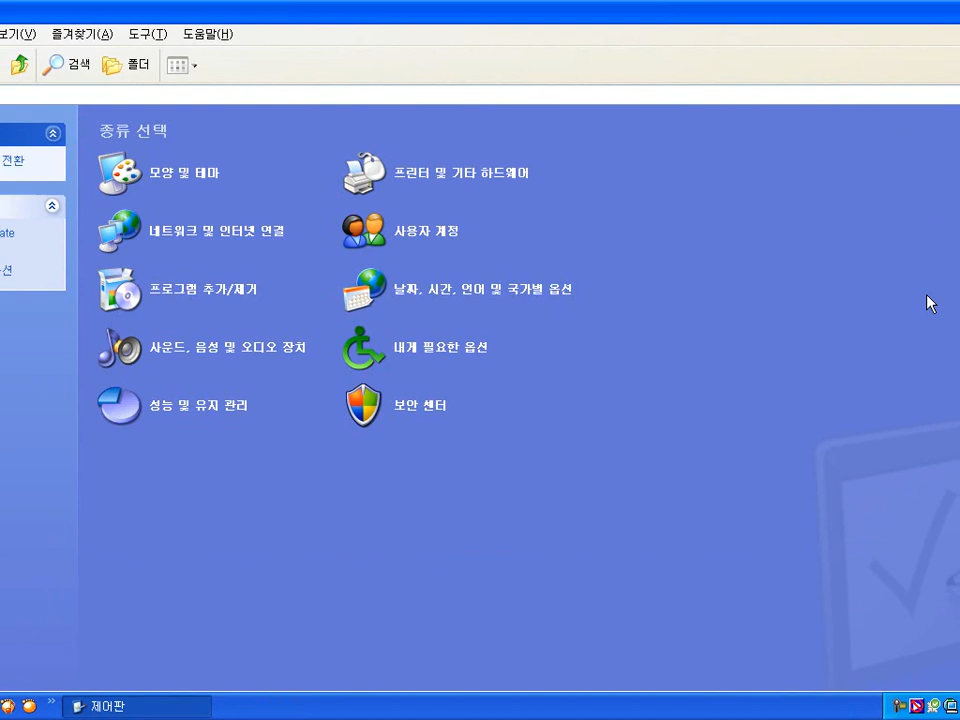 보기(V) 즐겨찾기(A) 도구(T) 도움말(H)
검색 폴더
종류 선택
전환
모양 및 테마 프린터 및 기타 하드웨어
네트워크 및 인터넷 연결 사용자 계정
ate
션
프로그램 추가/제거 날짜, 시간, 언어 및 국가별 옵션
사운드, 음성 및 오디오 장치 내게 필요한 옵션
성능 및 유지 관리 보안 센터
제어판